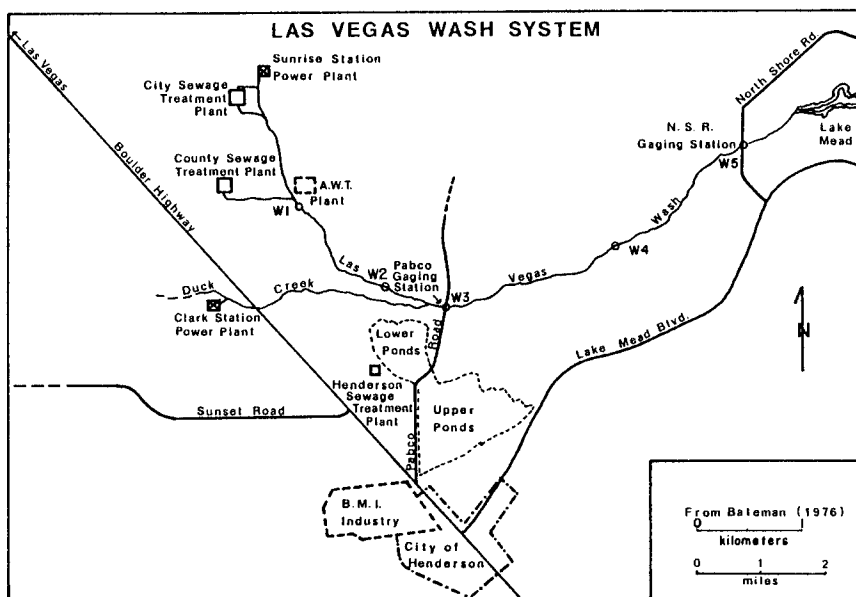 LAS VEGAS WASH SYSTEM
←Las Vegas
Sunrise Station
Power Plant
City Sewage
Treatment
Plant
North Shore Rd.
N. S. R.
Gaging Station
Lake
Mead
W5
Boulder Highway
County Sewage
Treatment Plant
A.W.T.
Plant
W1
Wash
W4
Las
W2
Pabco
Gaging
Station
Vegas
Duck
Creek
W3
Clark Station
Power Plant
Lower
Ponds
Road
Lake Mead Blvd.
N
Henderson
Sewage
Treatment
Plant
Upper
Ponds
Sunset Road
Pabco
B.M.I.
Industry
City of
Henderson
From Bateman (1976)
0
kilometers
0 1 2
miles